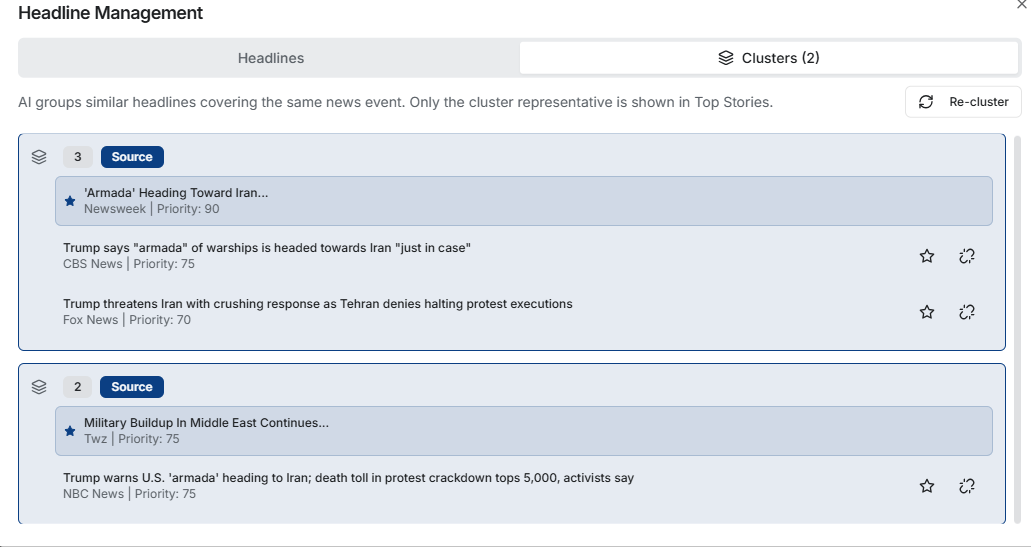 Headline Management
Headlines
Clusters (2)
AI groups similar headlines covering the same news event. Only the cluster representative is shown in Top Stories.
Re-cluster
3
Source
'Armada' Heading Toward Iran...
Newsweek | Priority: 90
Trump says "armada" of warships is headed towards Iran "just in case"
CBS News | Priority: 75
Trump threatens Iran with crushing response as Tehran denies halting protest executions
Fox News | Priority: 70
2
Source
Military Buildup In Middle East Continues...
Twz | Priority: 75
Trump warns U.S. 'armada' heading to Iran; death toll in protest crackdown tops 5,000, activists say
NBC News | Priority: 75